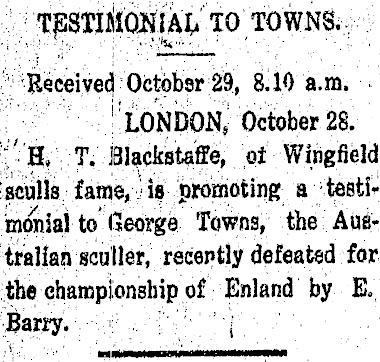 TESTIMONIAL TO TOWNS.
Received October 29, 8.10 a.m.
LONDON, October 28.
H. T. Blackstaffe, of Wingfield
sculls fame, is promoting a testi-
monial to George Towns, the Aus-
tralian sculler, recently defeated for
the championship of Enland by E.
Barry.